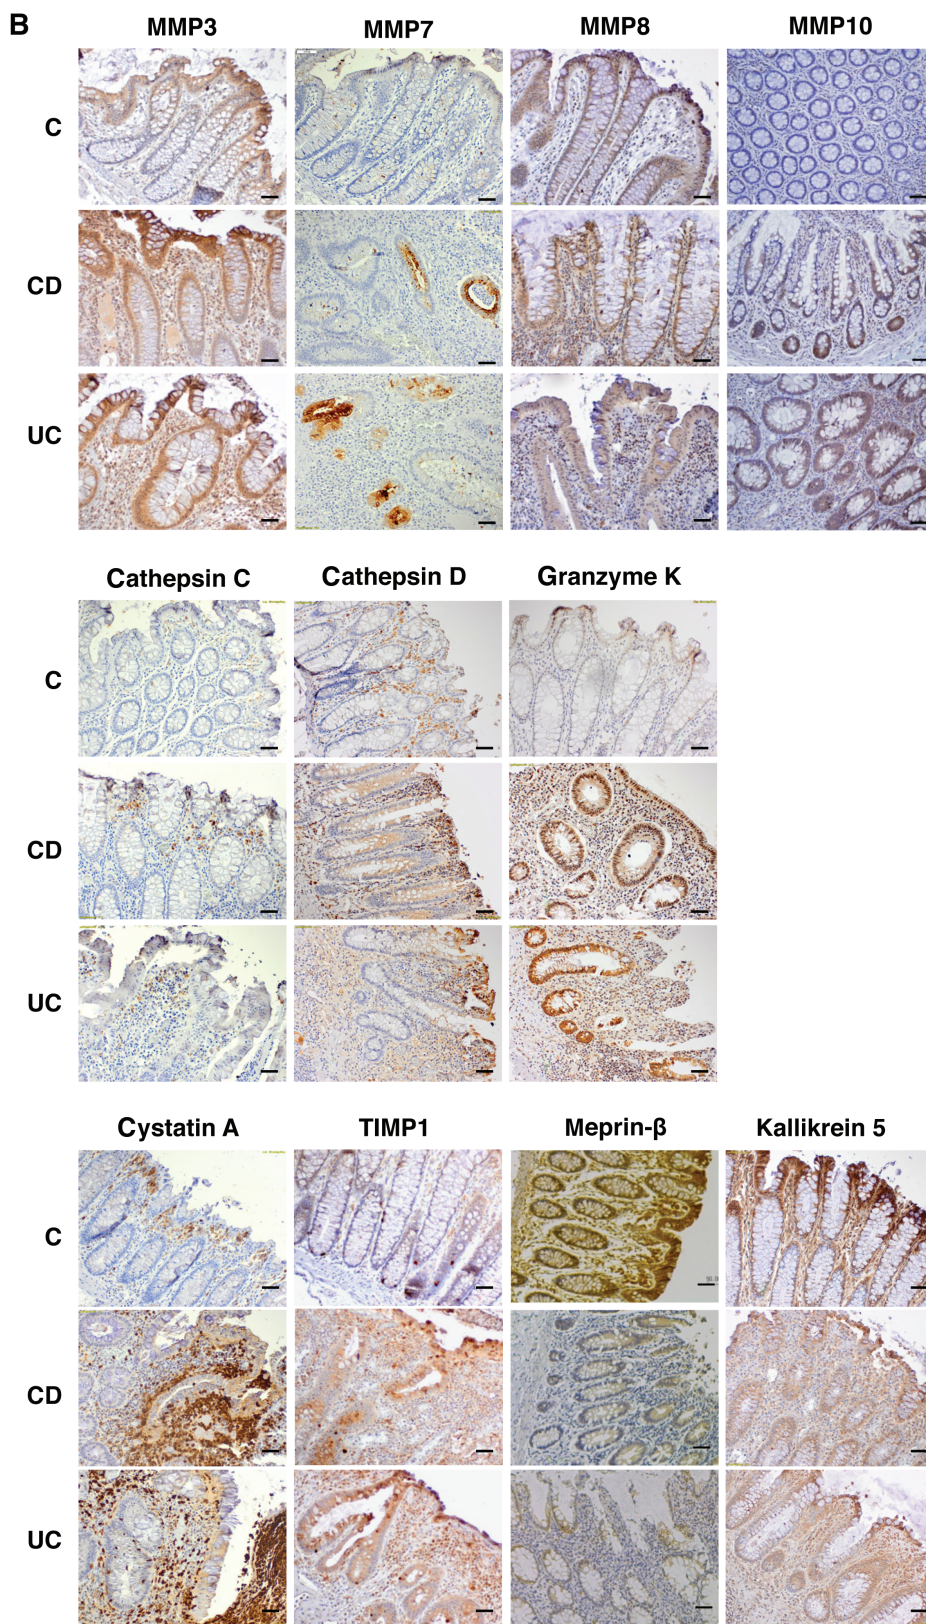 B
MMP3 MMP7 MMP8 MMP10
C
CD
UC
Cathepsin C Cathepsin D Granzyme K
C
CD
UC
Cystatin A TIMP1 Meprin-β Kallikrein 5
C
CD
UC